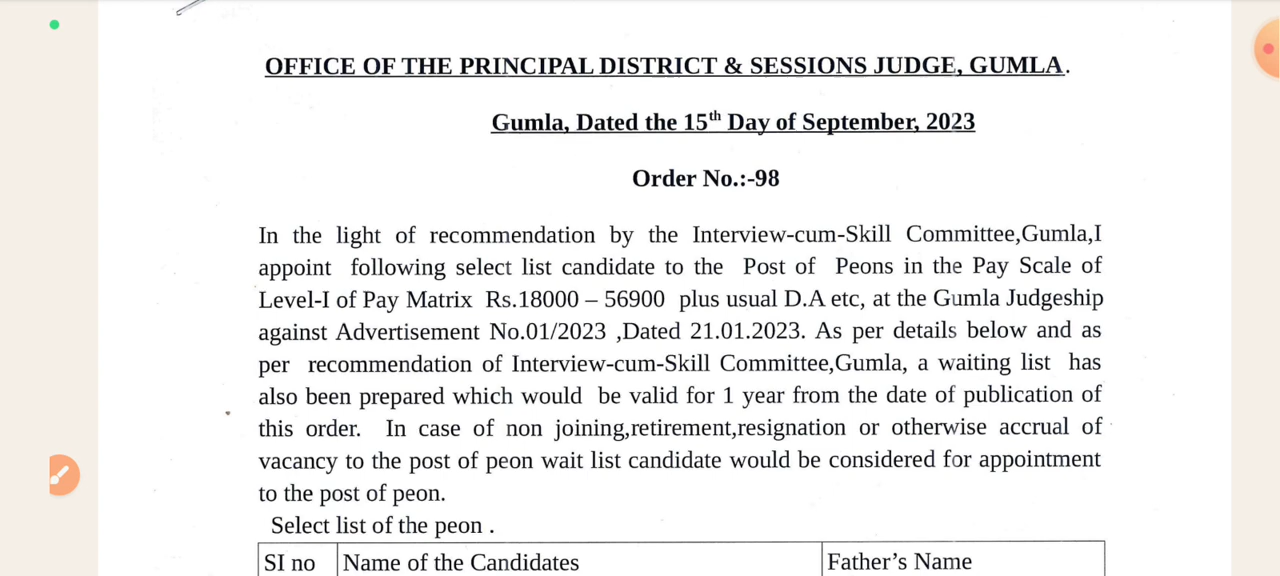 OFFICE OF THE PRINCIPAL DISTRICT & SESSIONS JUDGE, GUMLA.
Gumla, Dated the 15th Day of September, 2023
Order No.:-98
In the light of recommendation by the Interview-cum-Skill Committee,Gumla,I
appoint following select list candidate to the Post of Peons in the Pay Scale of
Level-I of Pay Matrix Rs.18000 – 56900 plus usual D.A etc, at the Gumla Judgeship
against Advertisement No.01/2023 ,Dated 21.01.2023. As per details below and as
per recommendation of Interview-cum-Skill Committee,Gumla, a waiting list has
also been prepared which would be valid for 1 year from the date of publication of
this order. In case of non joining,retirement,resignation or otherwise accrual of
vacancy to the post of peon wait list candidate would be considered for appointment
to the post of peon.
Select list of the peon .
SI no Name of the Candidates Father’s Name